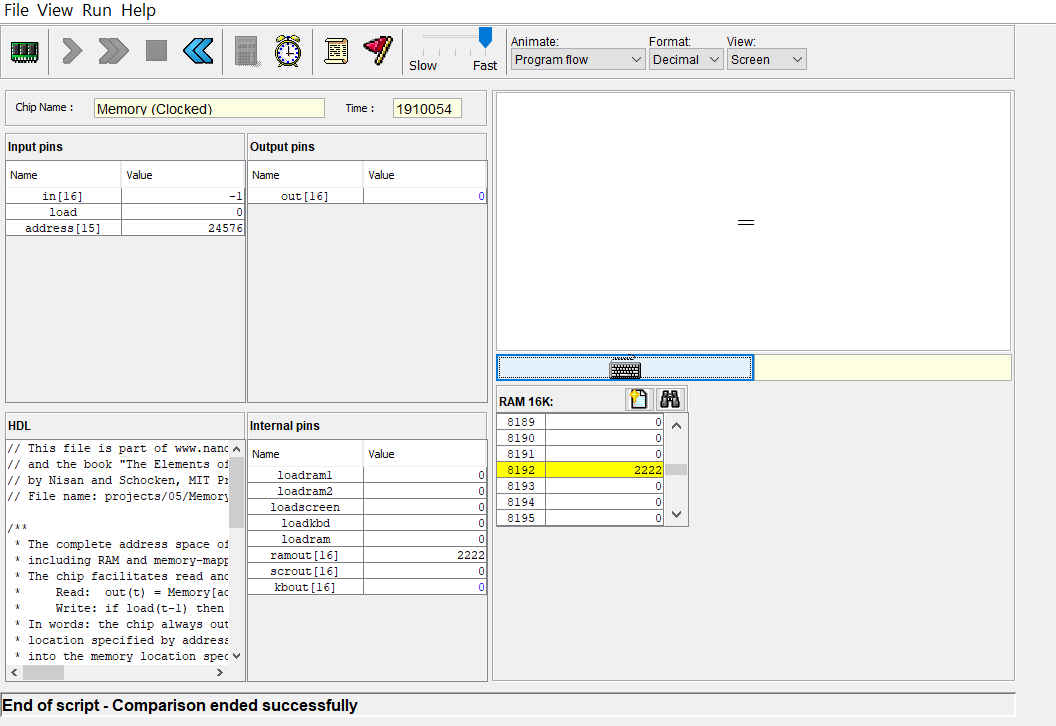 File View Run Help
Slow Fast
Animate: Format: View:
Program flow Decimal Screen
Chip Name : Memory (Clocked) Time : 1910054
Input pins
Name Value
in[16] -1
load 0
address[15] 24576
Output pins
Name Value
out[16] 0
HDL
// This file is part of www.nand
// and the book "The Elements of
// by Nisan and Schocken, MIT Pr
// File name: projects/05/Memory
/**
* The complete address space of
* including RAM and memory-mapp
* The chip facilitates read and
* Read: out(t) = Memory[ad
* Write: if load(t-1) then
* In words: the chip always out
* location specified by address
* into the memory location spec
Internal pins
Name Value
loadram1 0
loadram2 0
loadscreen 0
loadkbd 0
loadram 0
ramout[16] 2222
scrout[16] 0
kbout[16] 0
RAM 16K:
8189 0
8190 0
8191 0
8192 2222
8193 0
8194 0
8195 0
End of script - Comparison ended successfully